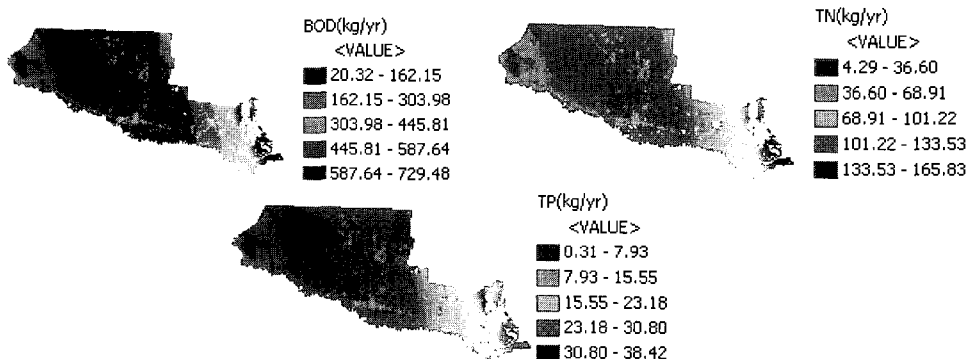 BOD(kg/yr)
<VALUE>
20.32 - 162.15
162.15 - 303.98
303.98 - 445.81
445.81 - 587.64
587.64 - 729.48
TN(kg/yr)
<VALUE>
4.29 - 36.60
36.60 - 68.91
68.91 - 101.22
101.22 - 133.53
133.53 - 165.83
TP(kg/yr)
<VALUE>
0.31 - 7.93
7.93 - 15.55
15.55 - 23.18
23.18 - 30.80
30.80 - 38.42